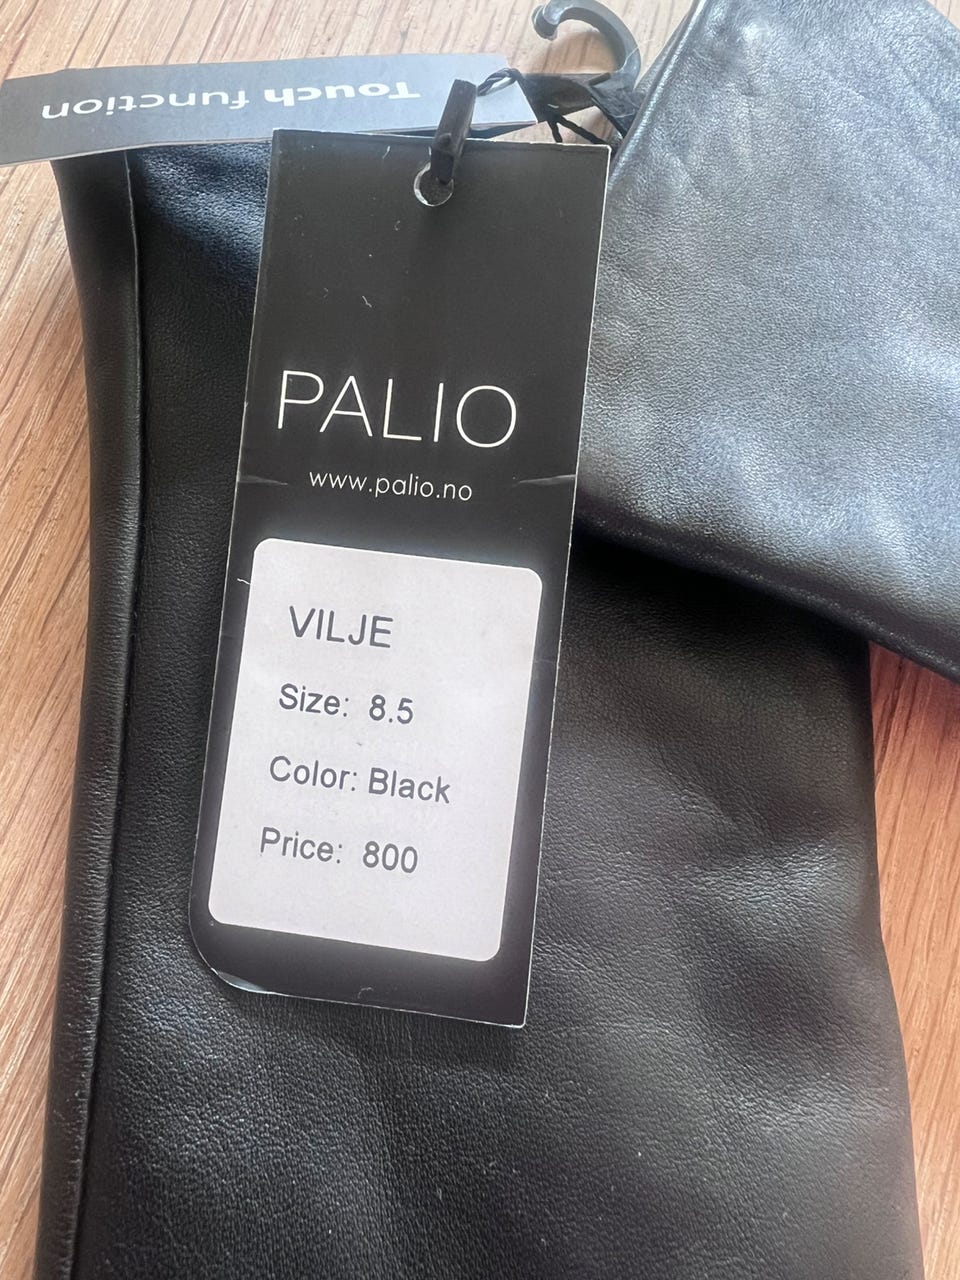 Touch function
PALIO
www.palio.no
VILJE
Size: 8.5
Color: Black
Price: 800